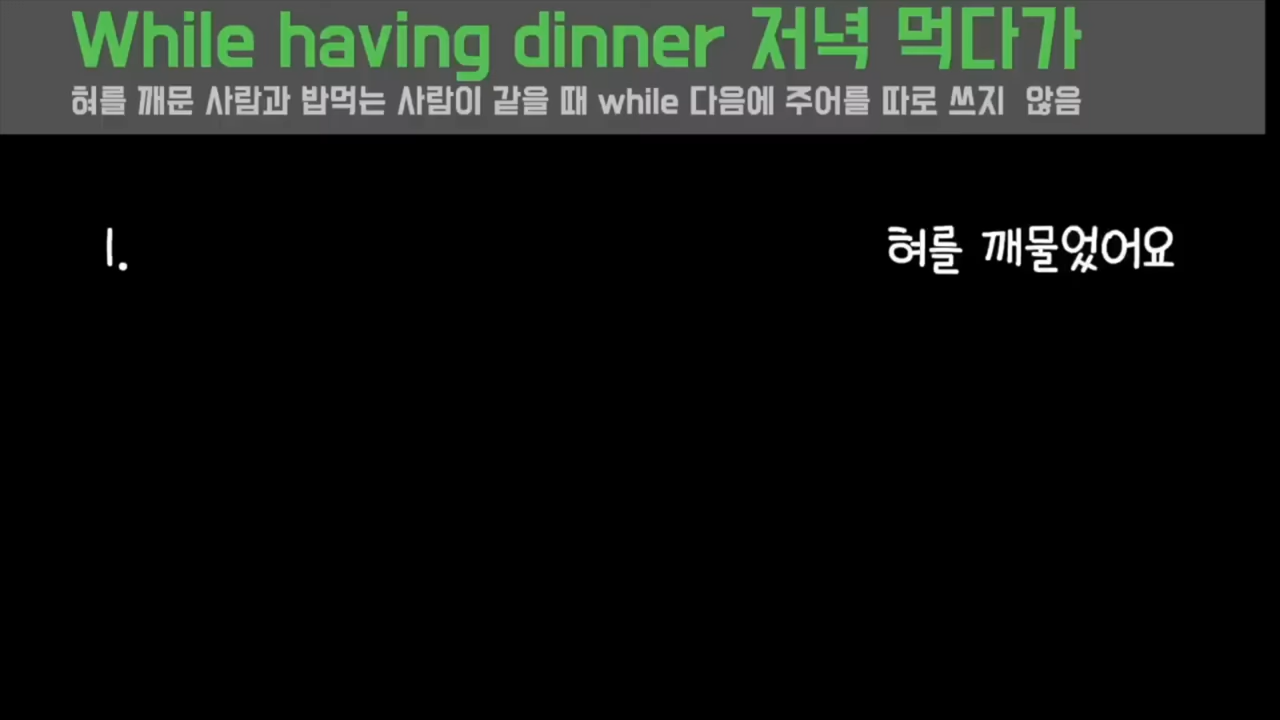 While having dinner 저녁 먹다가
혀를 깨문 사람과 밥먹는 사람이 같을 때 while 다음에 주어를 따로 쓰지 않음
1. 혀를 깨물었어요